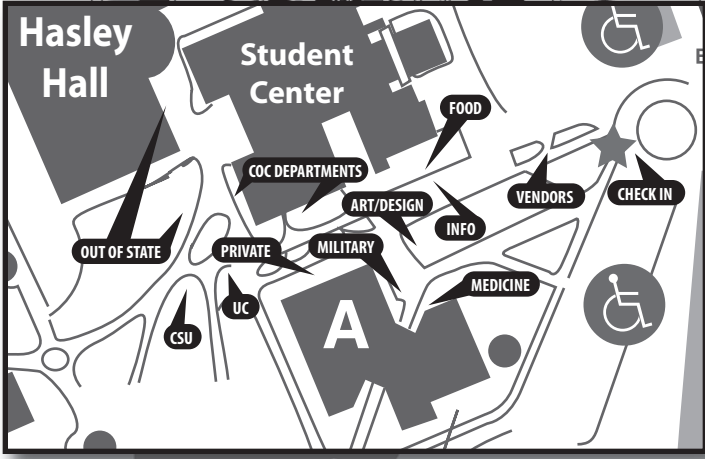 Hasley
Hall
Student
Center
FOOD
COC DEPARTMENTS
ART/DESIGN
VENDORS
CHECK IN
INFO
OUT OF STATE
PRIVATE
MILITARY
MEDICINE
UC
CSU
A